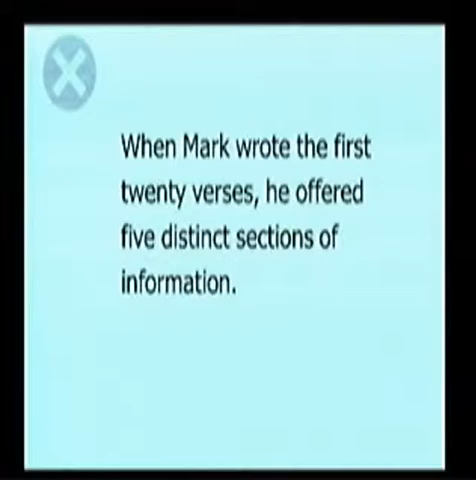 When Mark wrote the first
twenty verses, he offered
five distinct sections of
information.